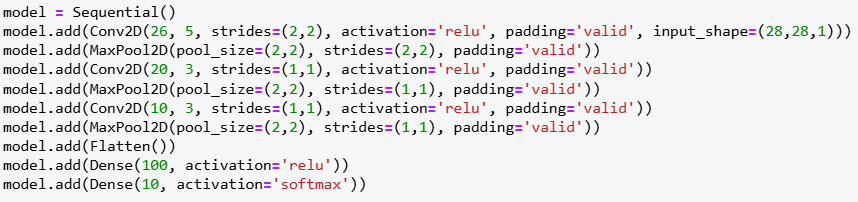 model = Sequential()
model.add(Conv2D(26, 5, strides=(2,2), activation='relu', padding='valid', input_shape=(28,28,1)))
model.add(MaxPool2D(pool_size=(2,2), strides=(2,2), padding='valid'))
model.add(Conv2D(20, 3, strides=(1,1), activation='relu', padding='valid'))
model.add(MaxPool2D(pool_size=(2,2), strides=(1,1), padding='valid'))
model.add(Conv2D(10, 3, strides=(1,1), activation='relu', padding='valid'))
model.add(MaxPool2D(pool_size=(2,2), strides=(1,1), padding='valid'))
model.add(Flatten())
model.add(Dense(100, activation='relu'))
model.add(Dense(10, activation='softmax'))